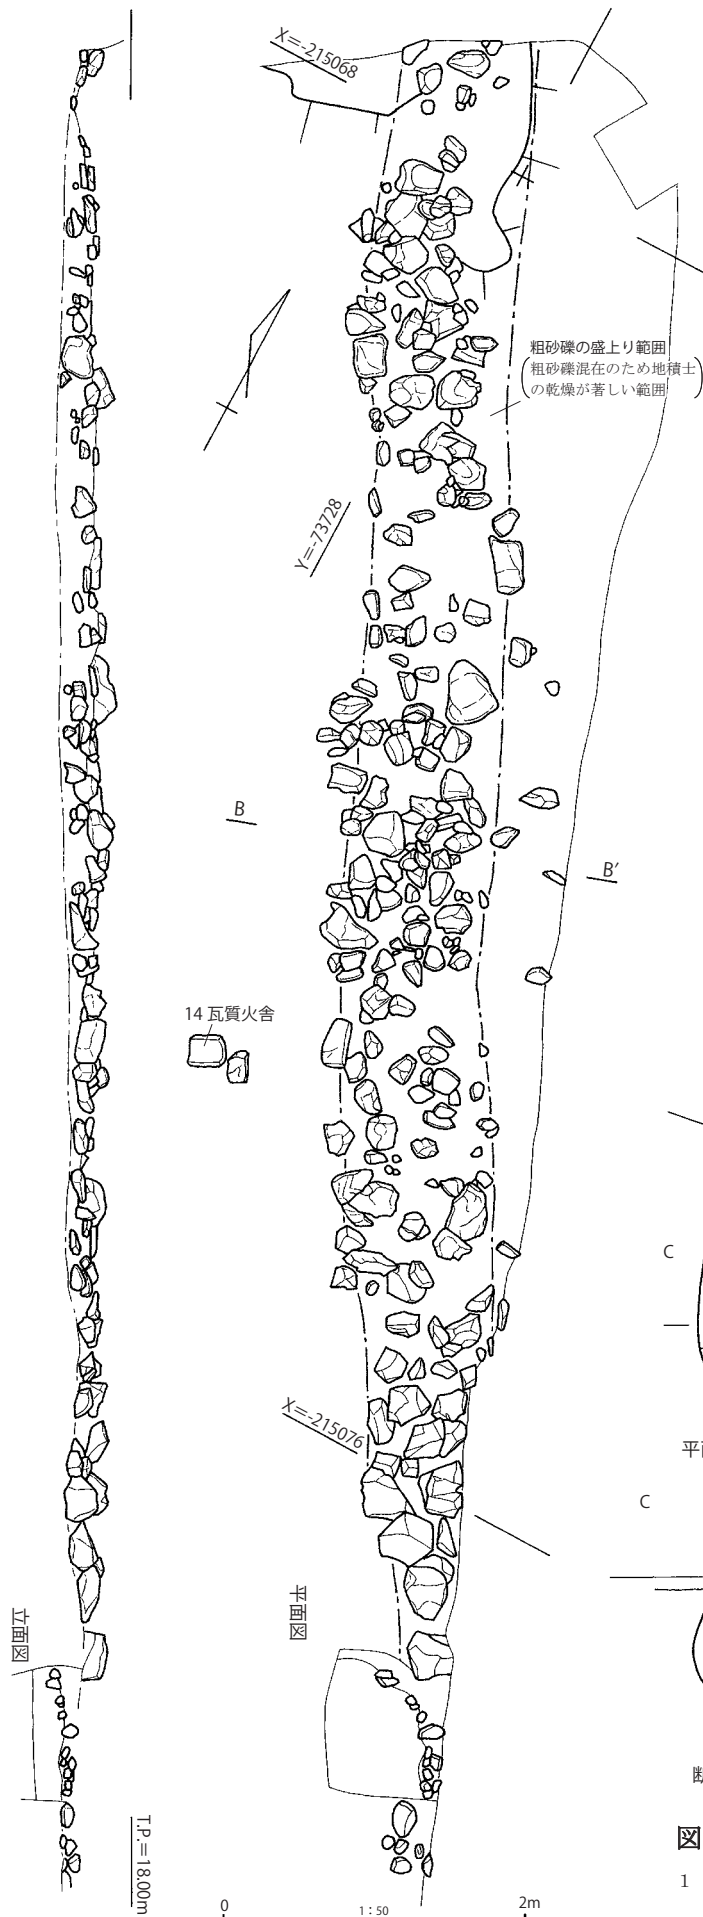 X=-215068
粗砂礫の盛上り範囲
粗砂礫混在のため地積士
の乾燥が著しい範囲
Y=-73728
B
B′
14 瓦質火舎
C
X=-215076
平
C
立面図
平面図
断
図
1
T.P.=18.00m
0
1:50
2m